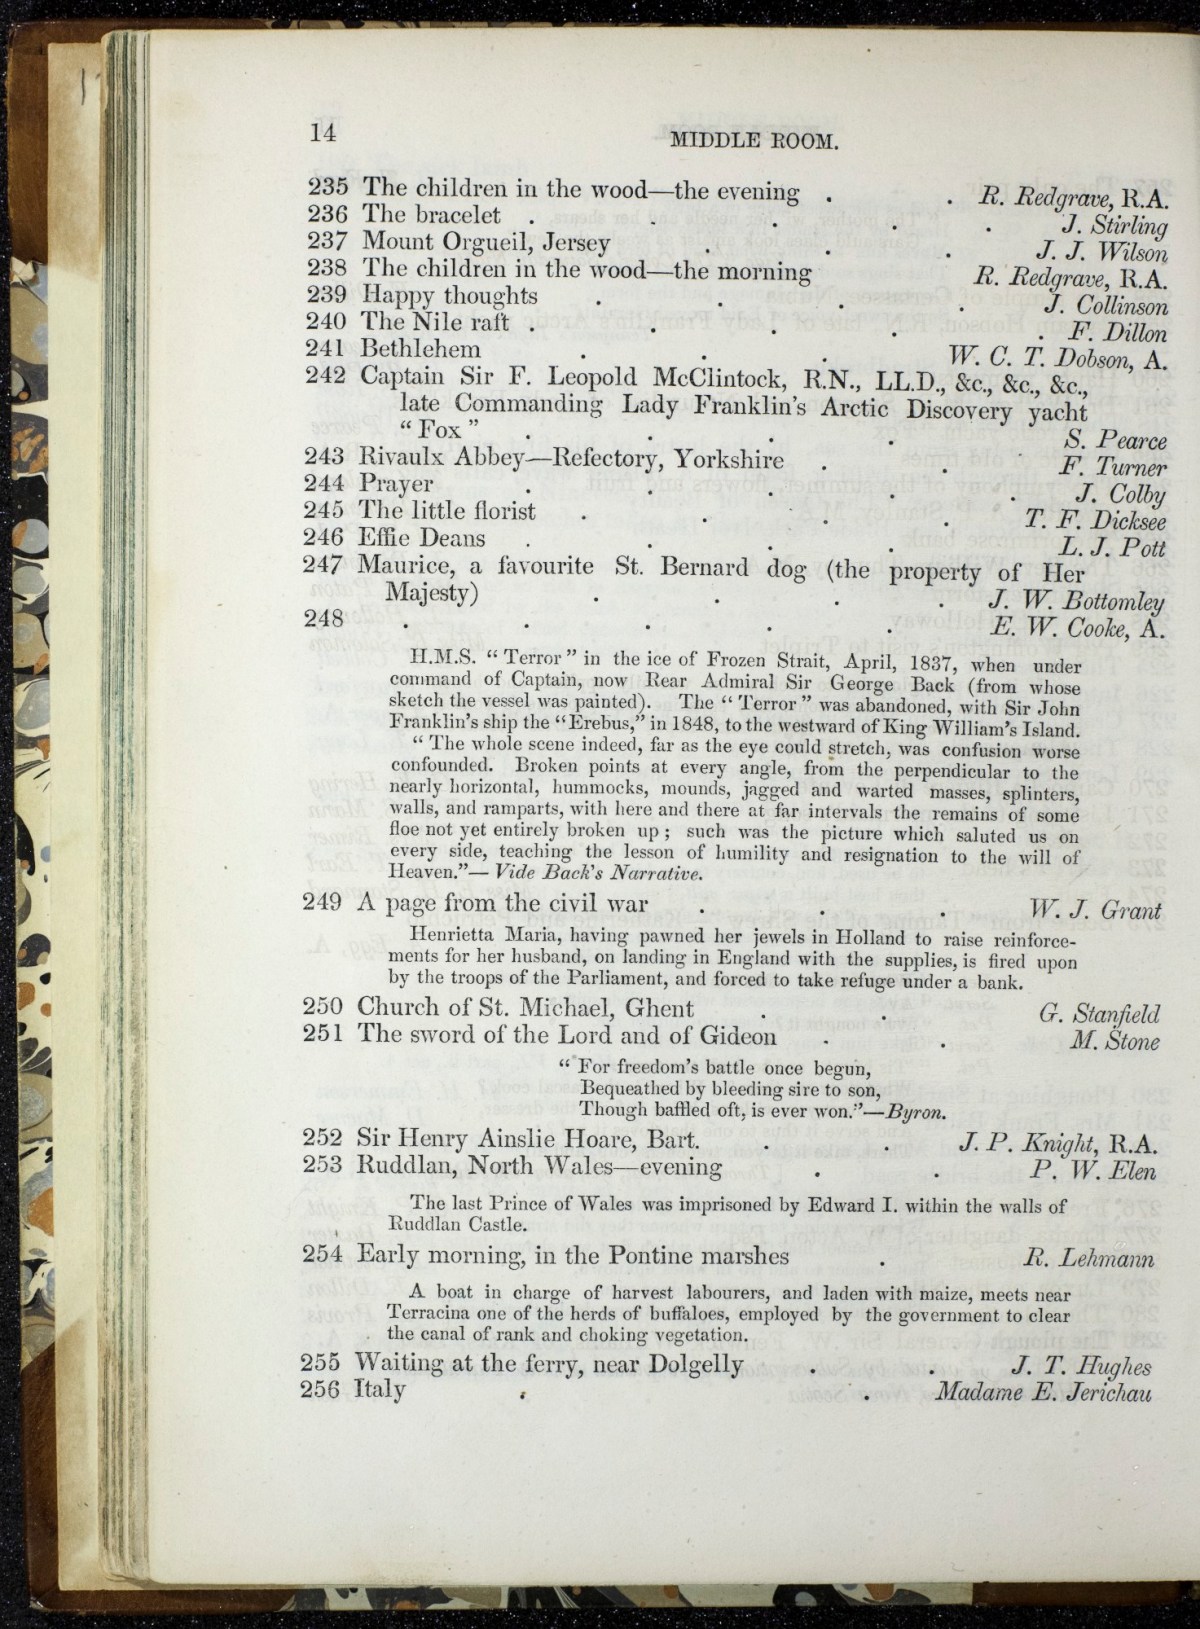 14
MIDDLE ROOM.
235 The children in the wood—the evening . . R. Redgrave, R.A.
236 The bracelet . . . . . J. Stirling
237 Mount Orgueil, Jersey . . . J. J. Wilson
238 The children in the wood—the morning R. Redgrave, R.A.
239 Happy thoughts . . . . J. Collinson
240 The Nile raft . . . . . F. Dillon
241 Bethlehem . . . W. C. T. Dobson, A.
242 Captain Sir F. Leopold McClintock, R.N., LL.D., &c., &c., &c.,
late Commanding Lady Franklin's Arctic Discovery yacht
"Fox" . . . . S. Pearce
243 Rivaulx Abbey—Refectory, Yorkshire . . F. Turner
244 Prayer . . . . . J. Colby
245 The little florist . . . . T. F. Dicksee
246 Effie Deans . . . . L. J. Pott
247 Maurice, a favourite St. Bernard dog (the property of Her
Majesty) . . . . J. W. Bottomley
248 . . . . . E. W. Cooke, A.
H.M.S. "Terror" in the ice of Frozen Strait, April, 1837, when under
command of Captain, now Rear Admiral Sir George Back (from whose
sketch the vessel was painted). The "Terror" was abandoned, with Sir John
Franklin's ship the "Erebus," in 1848, to the westward of King William's Island.
"The whole scene indeed, far as the eye could stretch, was confusion worse
confounded. Broken points at every angle, from the perpendicular to the
nearly horizontal, hummocks, mounds, jagged and warted masses, splinters,
walls, and ramparts, with here and there at far intervals the remains of some
floe not yet entirely broken up; such was the picture which saluted us on
every side, teaching the lesson of humility and resignation to the will of
Heaven."—Vide Back's Narrative.
249 A page from the civil war . . . W. J. Grant
Henrietta Maria, having pawned her jewels in Holland to raise reinforce-
ments for her husband, on landing in England with the supplies, is fired upon
by the troops of the Parliament, and forced to take refuge under a bank.
250 Church of St. Michael, Ghent . . G. Stanfield
251 The sword of the Lord and of Gideon . . M. Stone
"For freedom's battle once begun,
Bequeathed by bleeding sire to son,
Though baffled oft, is ever won."—Byron.
252 Sir Henry Ainslie Hoare, Bart. . . J. P. Knight, R.A.
253 Ruddlan, North Wales—evening . . P. W. Elen
The last Prince of Wales was imprisoned by Edward I. within the walls of
Ruddlan Castle.
254 Early morning, in the Pontine marshes . R. Lehmann
A boat in charge of harvest labourers, and laden with maize, meets near
Terracina one of the herds of buffaloes, employed by the government to clear
the canal of rank and choking vegetation.
255 Waiting at the ferry, near Dolgelly . . J. T. Hughes
256 Italy . . Madame E. Jerichau